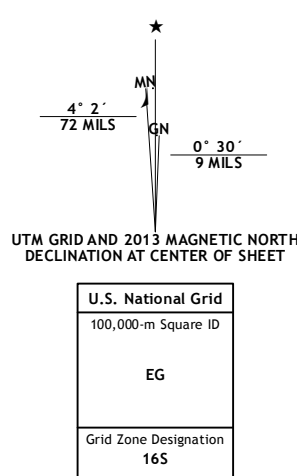 ★
MN
4° 2´
72 MILS
GN
0° 30´
9 MILS
UTM GRID AND 2013 MAGNETIC NORTH
DECLINATION AT CENTER OF SHEET
U.S. National Grid
100,000-m Square ID
EG
Grid Zone Designation
16S